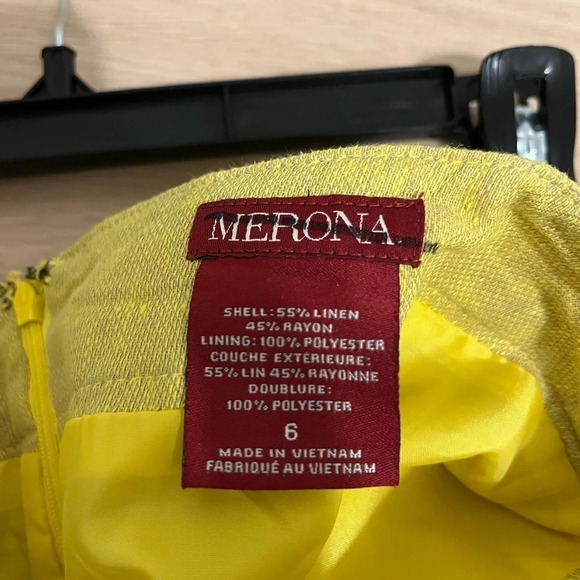 MERONA
SHELL: 55% LINEN
45% RAYON
LINING: 100% POLYESTER
COUCHE EXTÉRIEURE:
55% LIN 45% RAYONNE
DOUBLURE:
100% POLYESTER
6
MADE IN VIETNAM
FABRIQUÉ AU VIETNAM